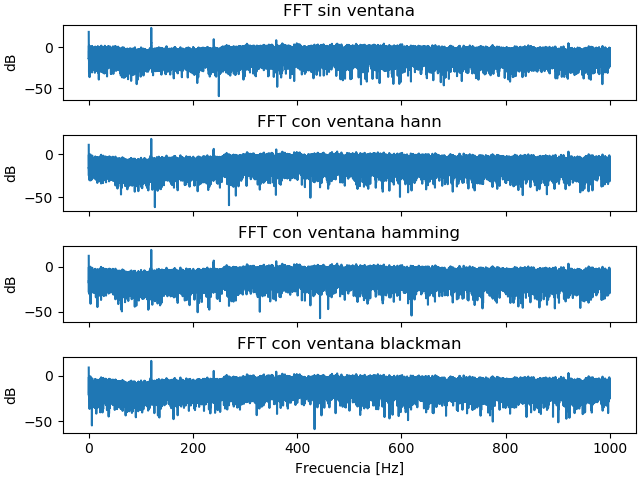 FFT sin ventana
0
−50
dB
FFT con ventana hann
0
−50
dB
FFT con ventana hamming
0
−50
dB
FFT con ventana blackman
0
−50
dB
0 200 400 600 800 1000
Frecuencia [Hz]